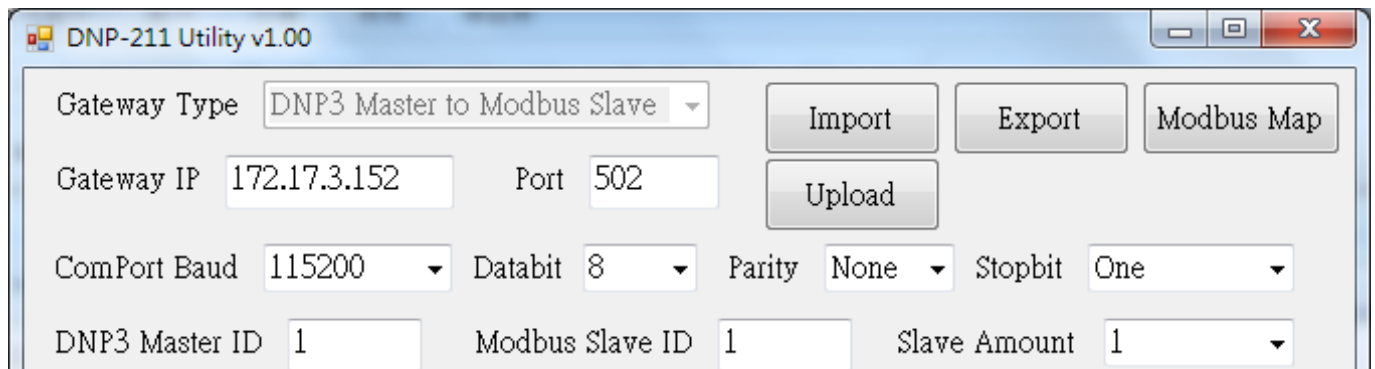 DNP-211 Utility v1.00
Gateway Type DNP3 Master to Modbus Slave Import Export Modbus Map
Gateway IP 172.17.3.152 Port 502 Upload
ComPort Baud 115200 Databit 8 Parity None Stopbit One
DNP3 Master ID 1 Modbus Slave ID 1 Slave Amount 1